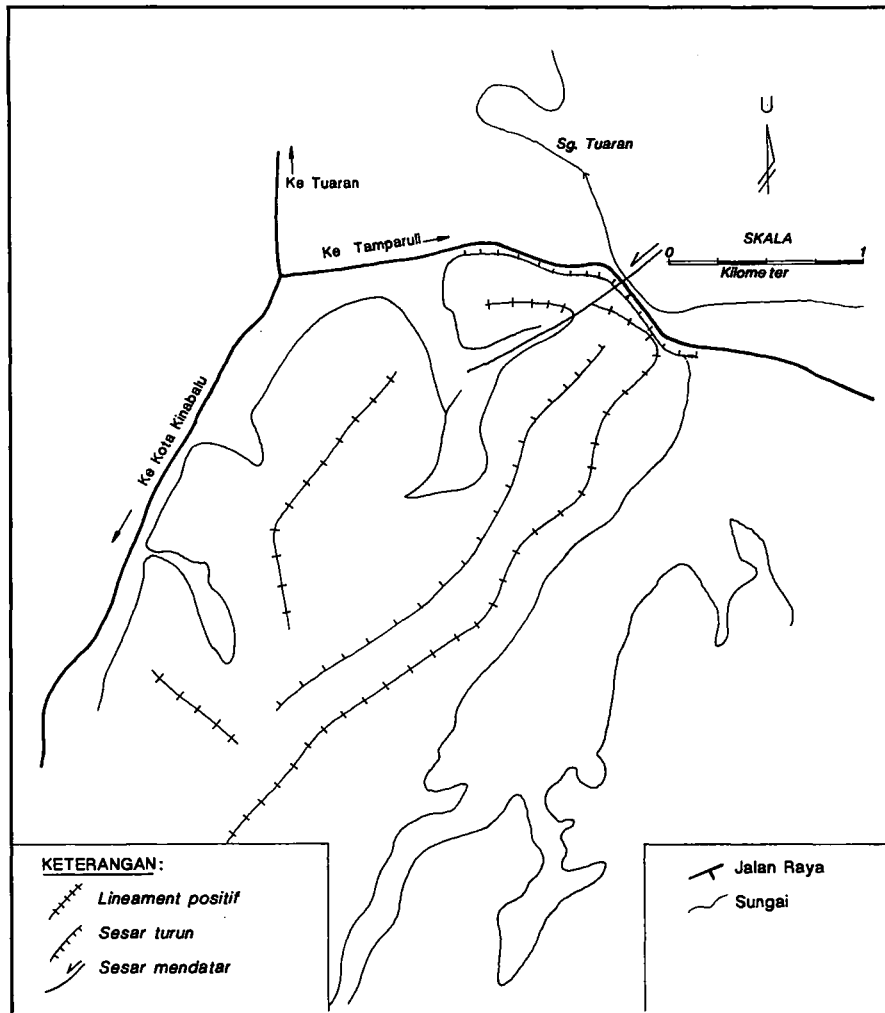 U
Sg. Tuaran
Ke Tuaran
Ke Tamparuli
SKALA
0 1
Kilometer
Ke Kota Kinabalu
KETERANGAN:
Lineament positif
Sesar turun
Sesar mendatar
Jalan Raya
Sungai